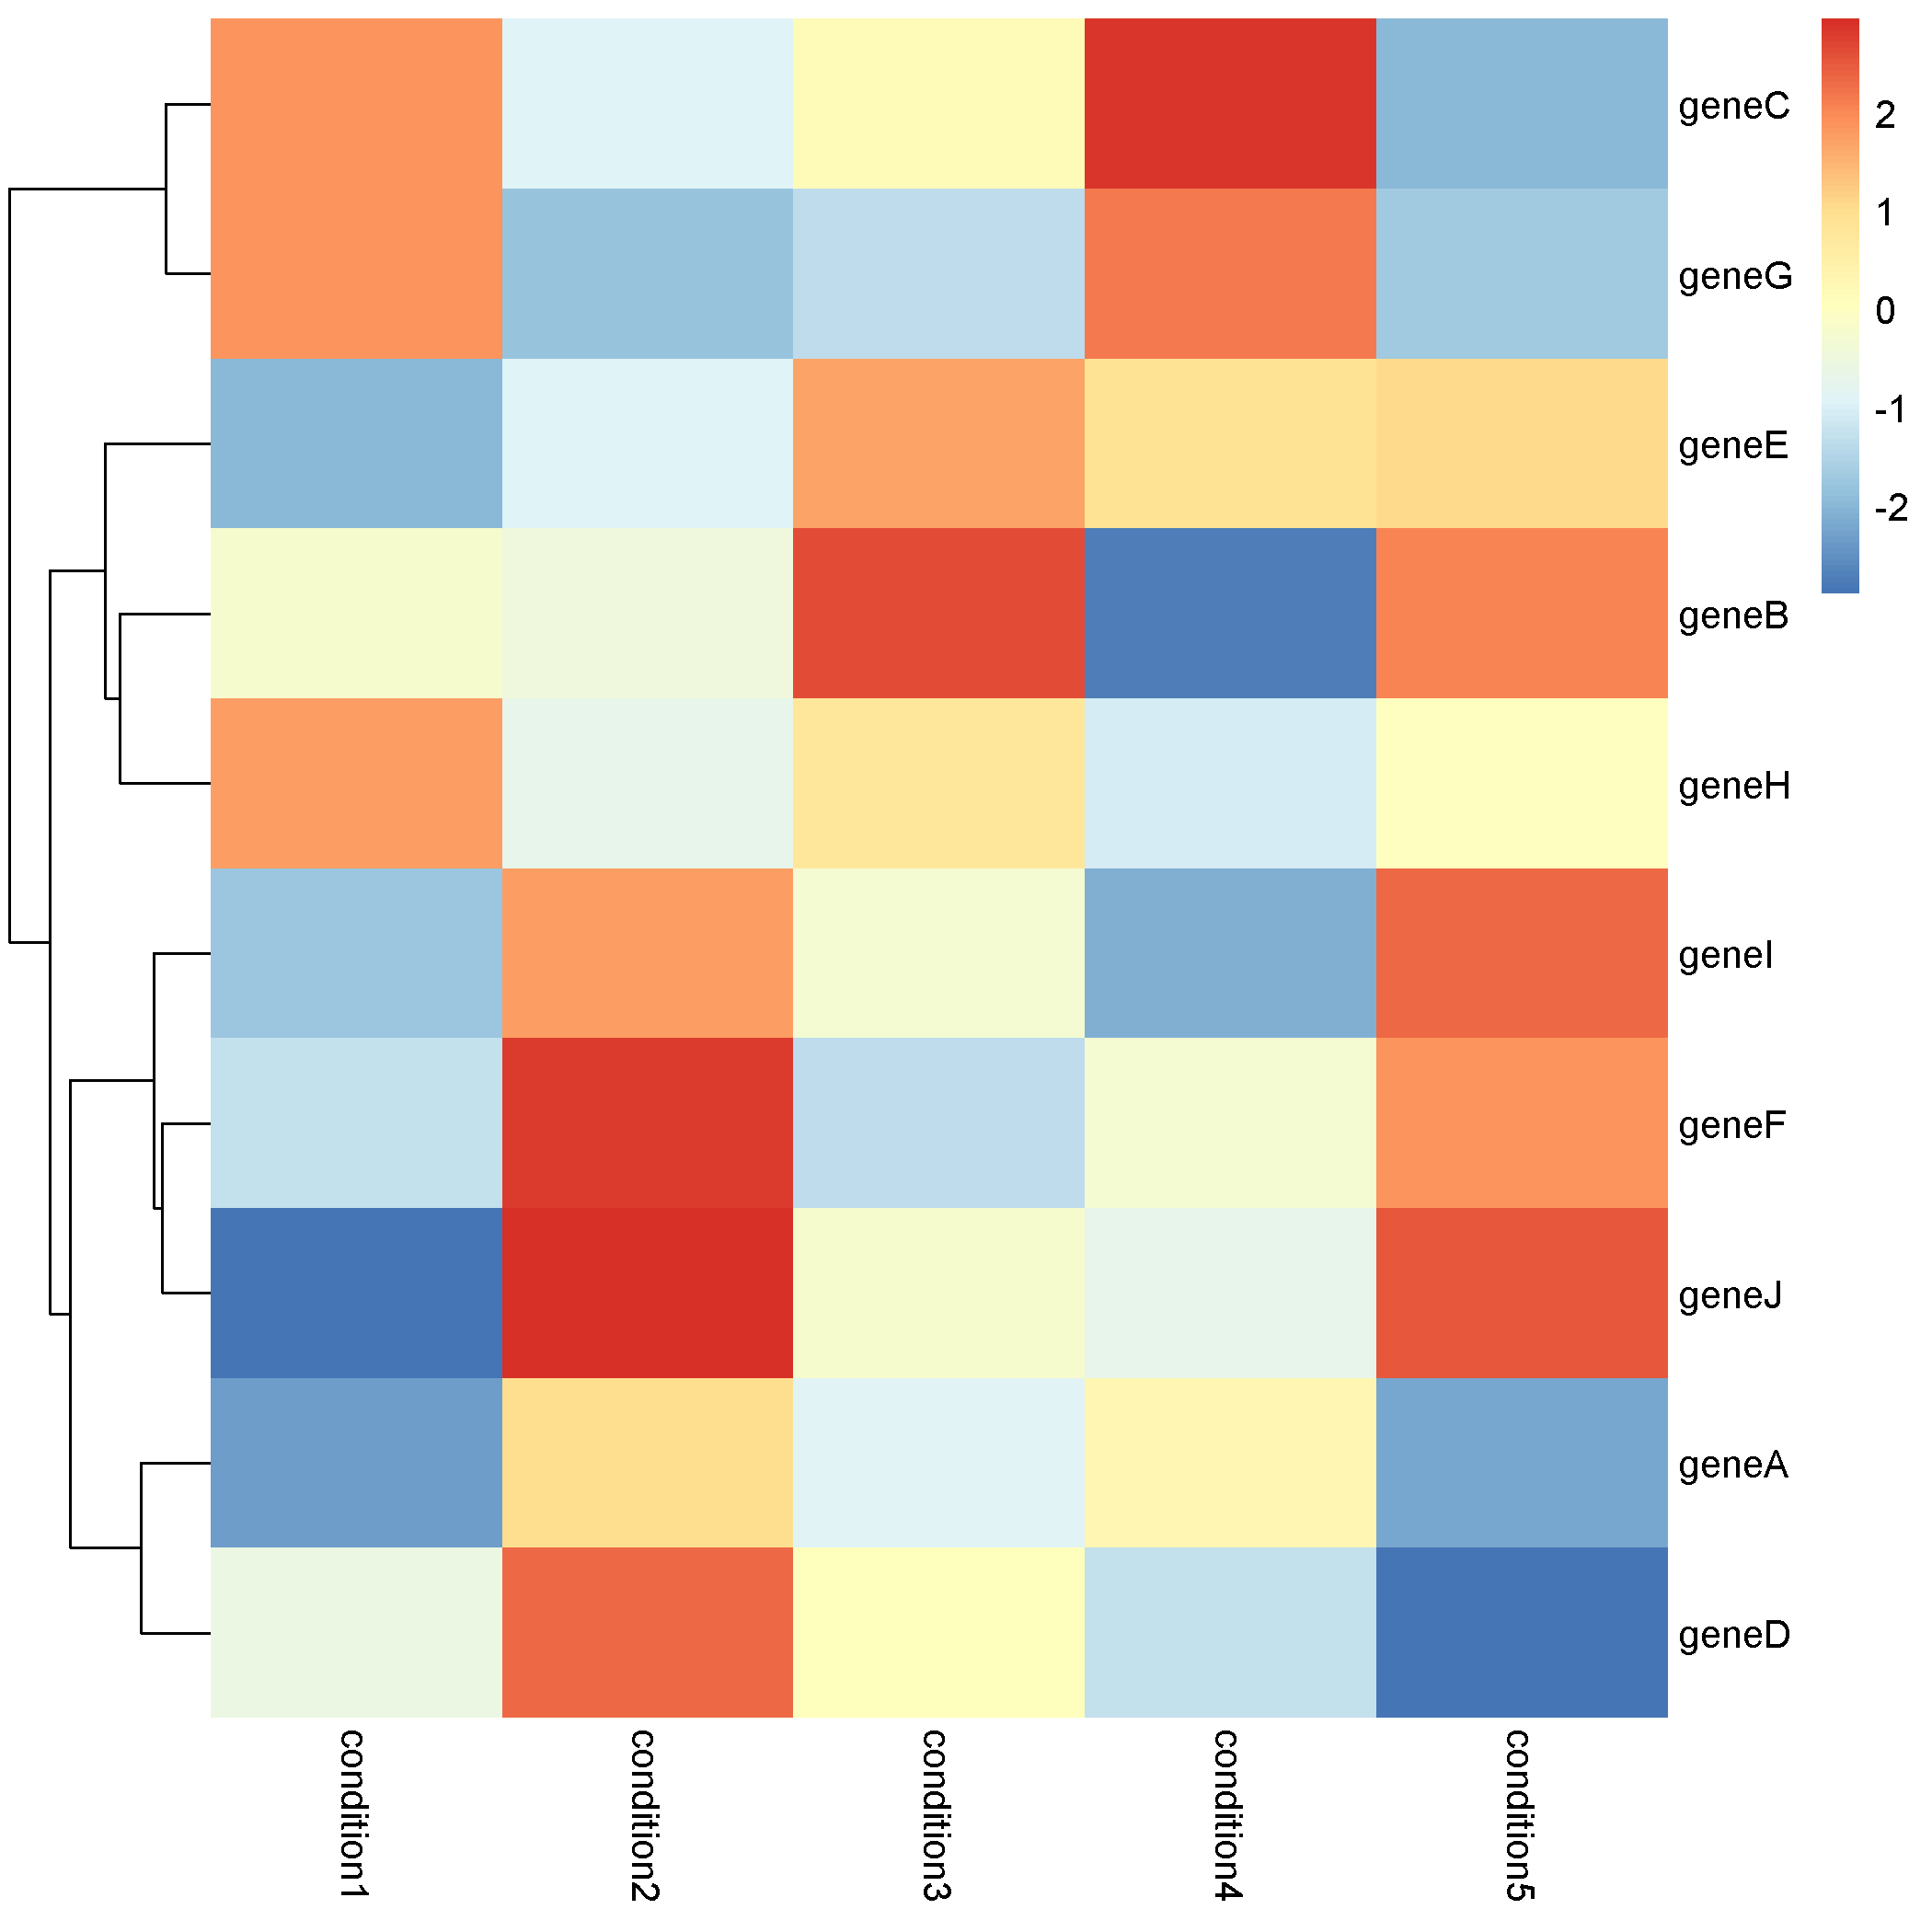 geneC
geneG
geneE
geneB
geneH
geneI
geneF
geneJ
geneA
geneD
2
1
0
-1
-2
condition1
condition2
condition3
condition4
condition5